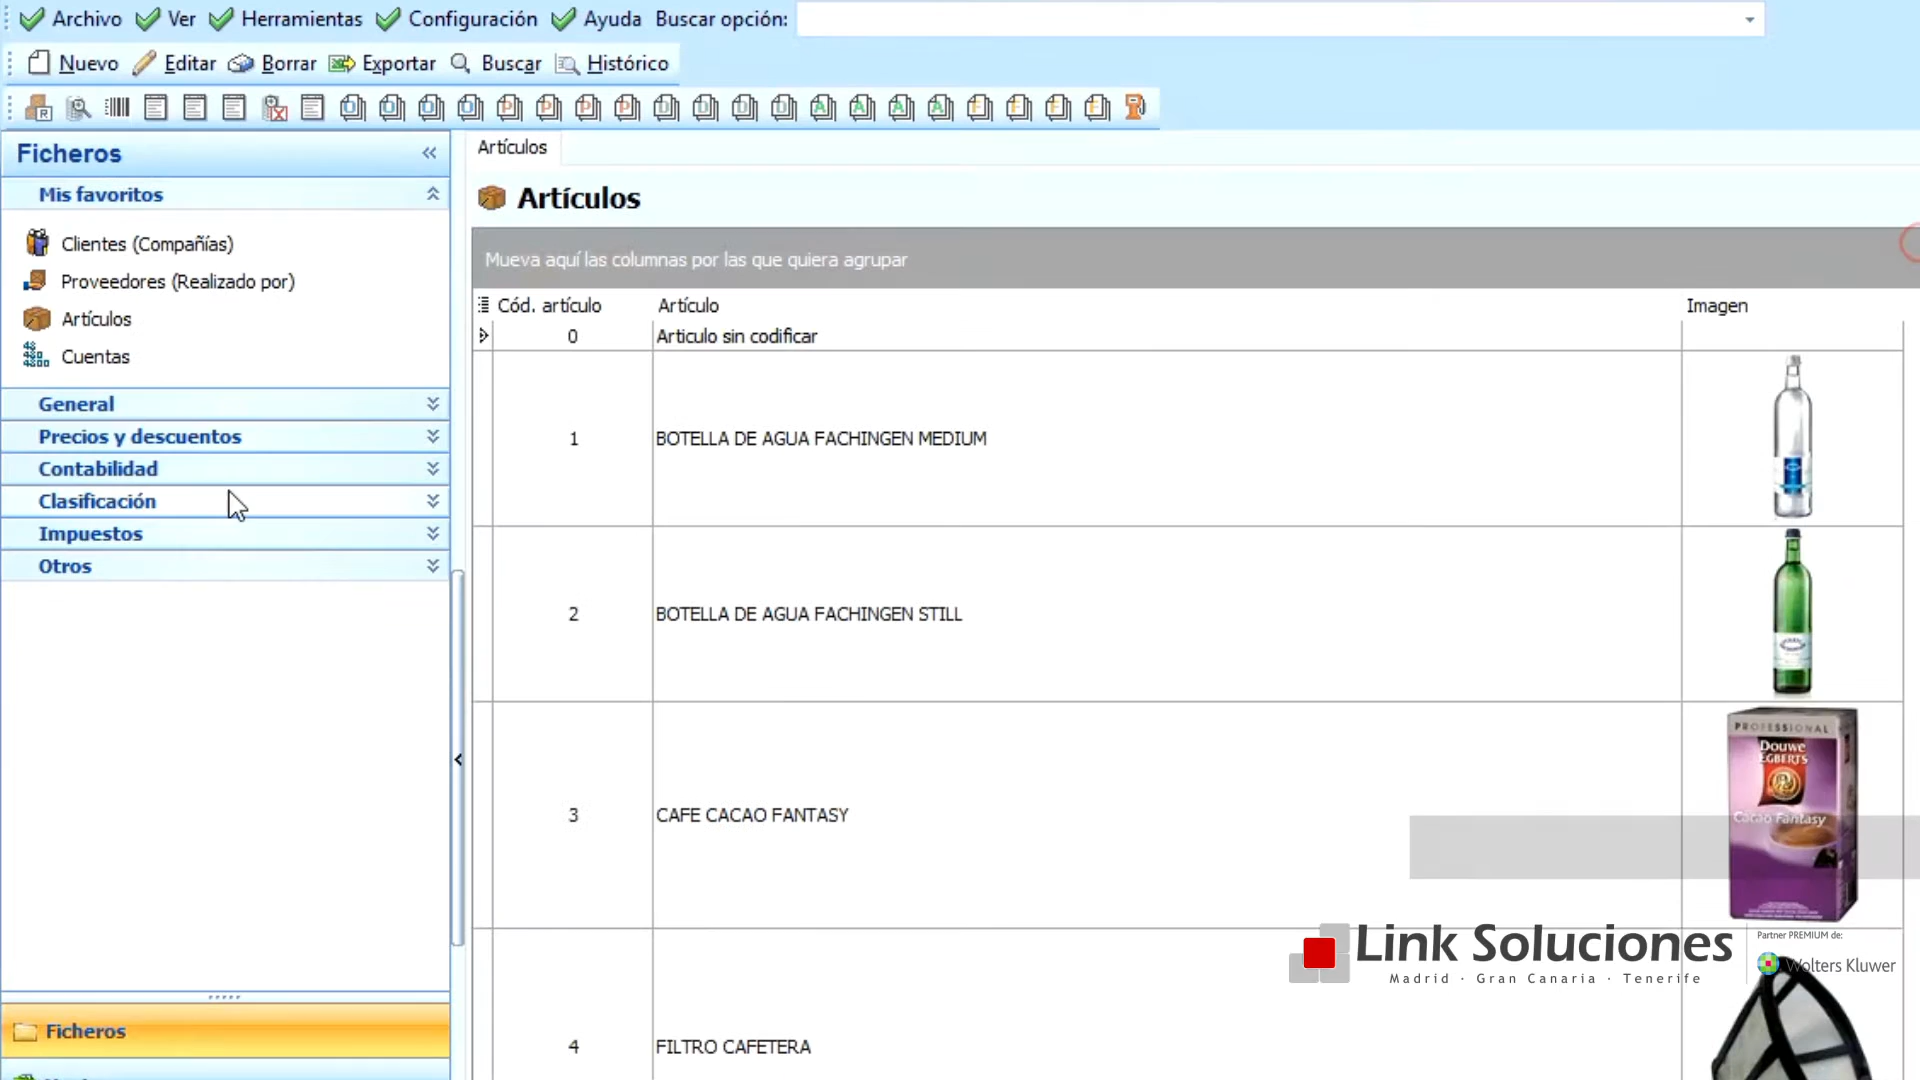 Archivo Ver Herramientas Configuración Ayuda Buscar opción:
Nuevo Editar Borrar Exportar Buscar Histórico
Ficheros
Mis favoritos
Clientes (Compañías)
Proveedores (Realizado por)
Artículos
Cuentas
General
Precios y descuentos
Contabilidad
Clasificación
Impuestos
Otros
Ficheros
Artículos
Artículos
Mueva aquí las columnas por las que quiera agrupar
Cód. artículo Artículo Imagen
0 Articulo sin codificar
1 BOTELLA DE AGUA FACHINGEN MEDIUM
2 BOTELLA DE AGUA FACHINGEN STILL
PROFESSIONAL
Douwe
EGBERTS
Cacao Fantasy
3 CAFE CACAO FANTASY
4 FILTRO CAFETERA
Link Soluciones
Madrid · Gran Canaria · Tenerife
Partner PREMIUM de:
Wolters Kluwer